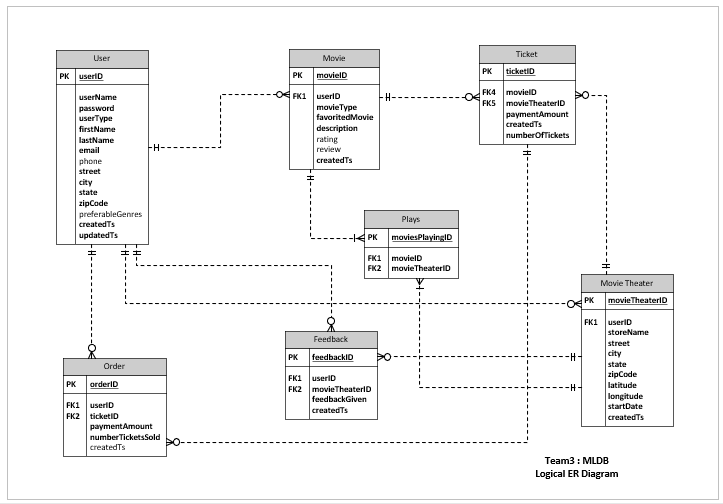 User
PK userID
userName
password
userType
firstName
lastName
email
phone
street
city
state
zipCode
preferableGenres
createdTs
updatedTs
Movie
PK movieID
FK1 userID
movieType
favoritedMovie
description
rating
review
createdTs
Ticket
PK ticketID
FK4 movieID
FK5 movieTheaterID
paymentAmount
createdTs
numberOfTickets
Plays
PK moviesPlayingID
FK1 movieID
FK2 movieTheaterID
Movie Theater
PK movieTheaterID
FK1 userID
storeName
street
city
state
zipCode
latitude
longitude
startDate
createdTs
Feedback
PK feedbackID
FK1 userID
FK2 movieTheaterID
feedbackGiven
createdTs
Order
PK orderID
FK1 userID
FK2 ticketID
paymentAmount
numberTicketsSold
createdTs
Team3 : MLDB
Logical ER Diagram